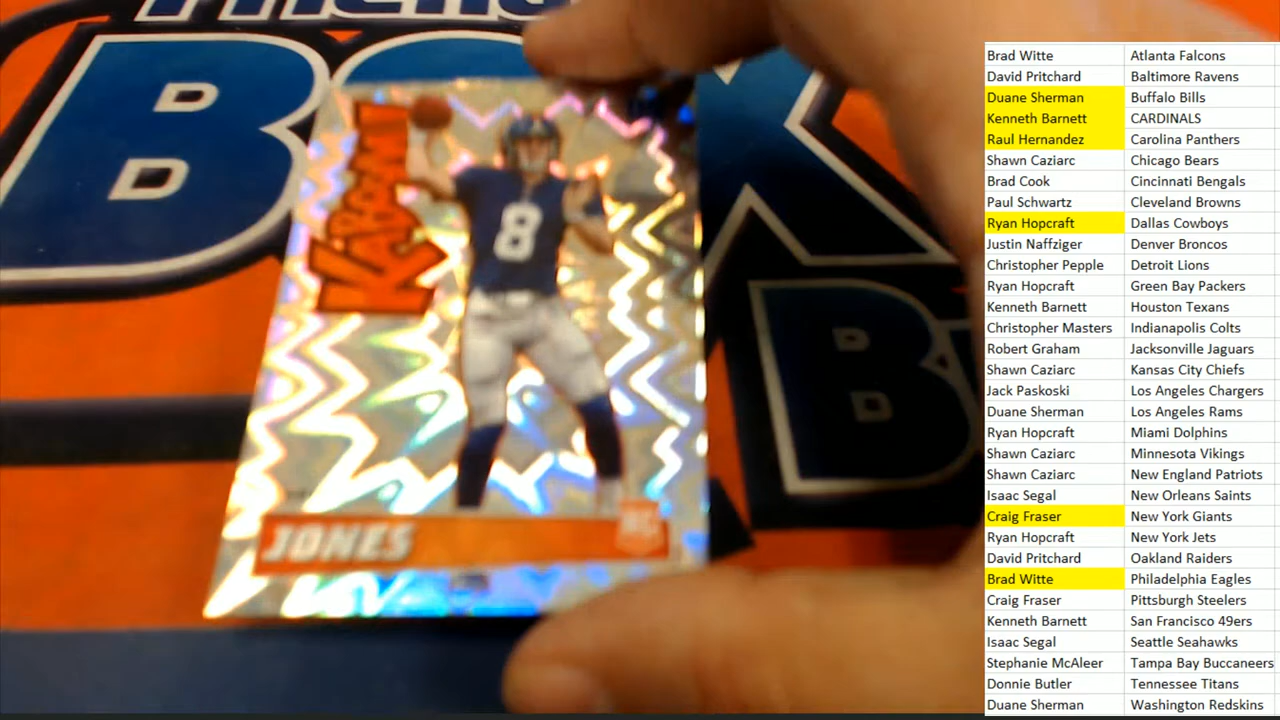 B
KABOOM!
8
JONES
RC
Brad Witte Atlanta Falcons
David Pritchard Baltimore Ravens
Duane Sherman Buffalo Bills
Kenneth Barnett CARDINALS
Raul Hernandez Carolina Panthers
Shawn Caziarc Chicago Bears
Brad Cook Cincinnati Bengals
Paul Schwartz Cleveland Browns
Ryan Hopcraft Dallas Cowboys
Justin Naffziger Denver Broncos
Christopher Pepple Detroit Lions
Ryan Hopcraft Green Bay Packers
Kenneth Barnett Houston Texans
Christopher Masters Indianapolis Colts
Robert Graham Jacksonville Jaguars
Shawn Caziarc Kansas City Chiefs
Jack Paskoski Los Angeles Chargers
Duane Sherman Los Angeles Rams
Ryan Hopcraft Miami Dolphins
Shawn Caziarc Minnesota Vikings
Shawn Caziarc New England Patriots
Isaac Segal New Orleans Saints
Craig Fraser New York Giants
Ryan Hopcraft New York Jets
David Pritchard Oakland Raiders
Brad Witte Philadelphia Eagles
Craig Fraser Pittsburgh Steelers
Kenneth Barnett San Francisco 49ers
Isaac Segal Seattle Seahawks
Stephanie McAleer Tampa Bay Buccaneers
Donnie Butler Tennessee Titans
Duane Sherman Washington Redskins